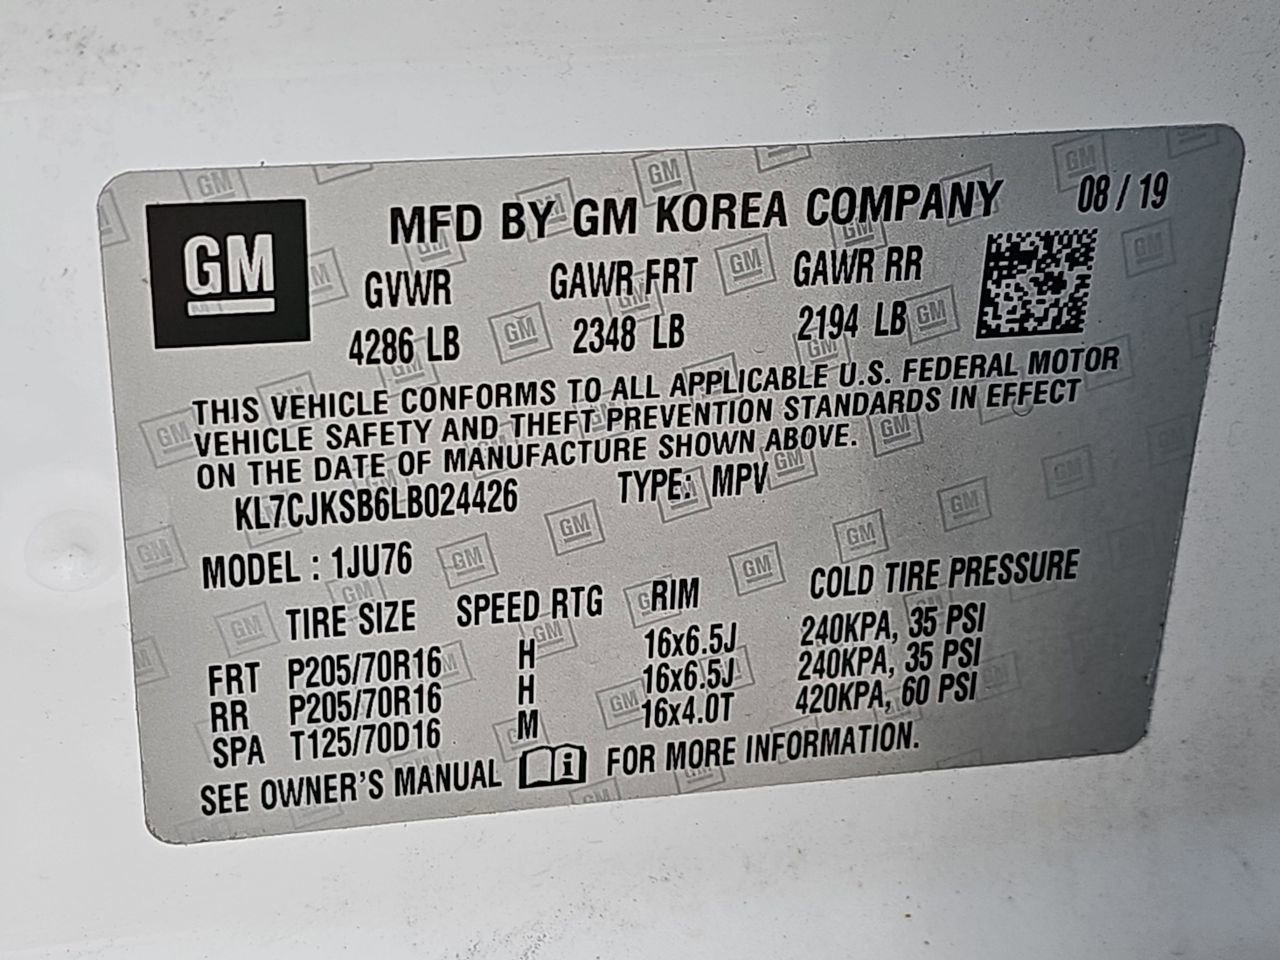 GM
MFD BY GM KOREA COMPANY 08 / 19
GVWR GAWR FRT GAWR RR
4286 LB 2348 LB 2194 LB
THIS VEHICLE CONFORMS TO ALL APPLICABLE U.S. FEDERAL MOTOR
VEHICLE SAFETY AND THEFT PREVENTION STANDARDS IN EFFECT
ON THE DATE OF MANUFACTURE SHOWN ABOVE.
KL7CJKSB6LB024426 TYPE: MPV
MODEL : 1JU76
TIRE SIZE SPEED RTG RIM COLD TIRE PRESSURE
FRT P205/70R16 H 16x6.5J 240KPA, 35 PSI
RR P205/70R16 H 16x6.5J 240KPA, 35 PSI
SPA T125/70D16 M 16x4.0T 420KPA, 60 PSI
SEE OWNER'S MANUAL i FOR MORE INFORMATION.